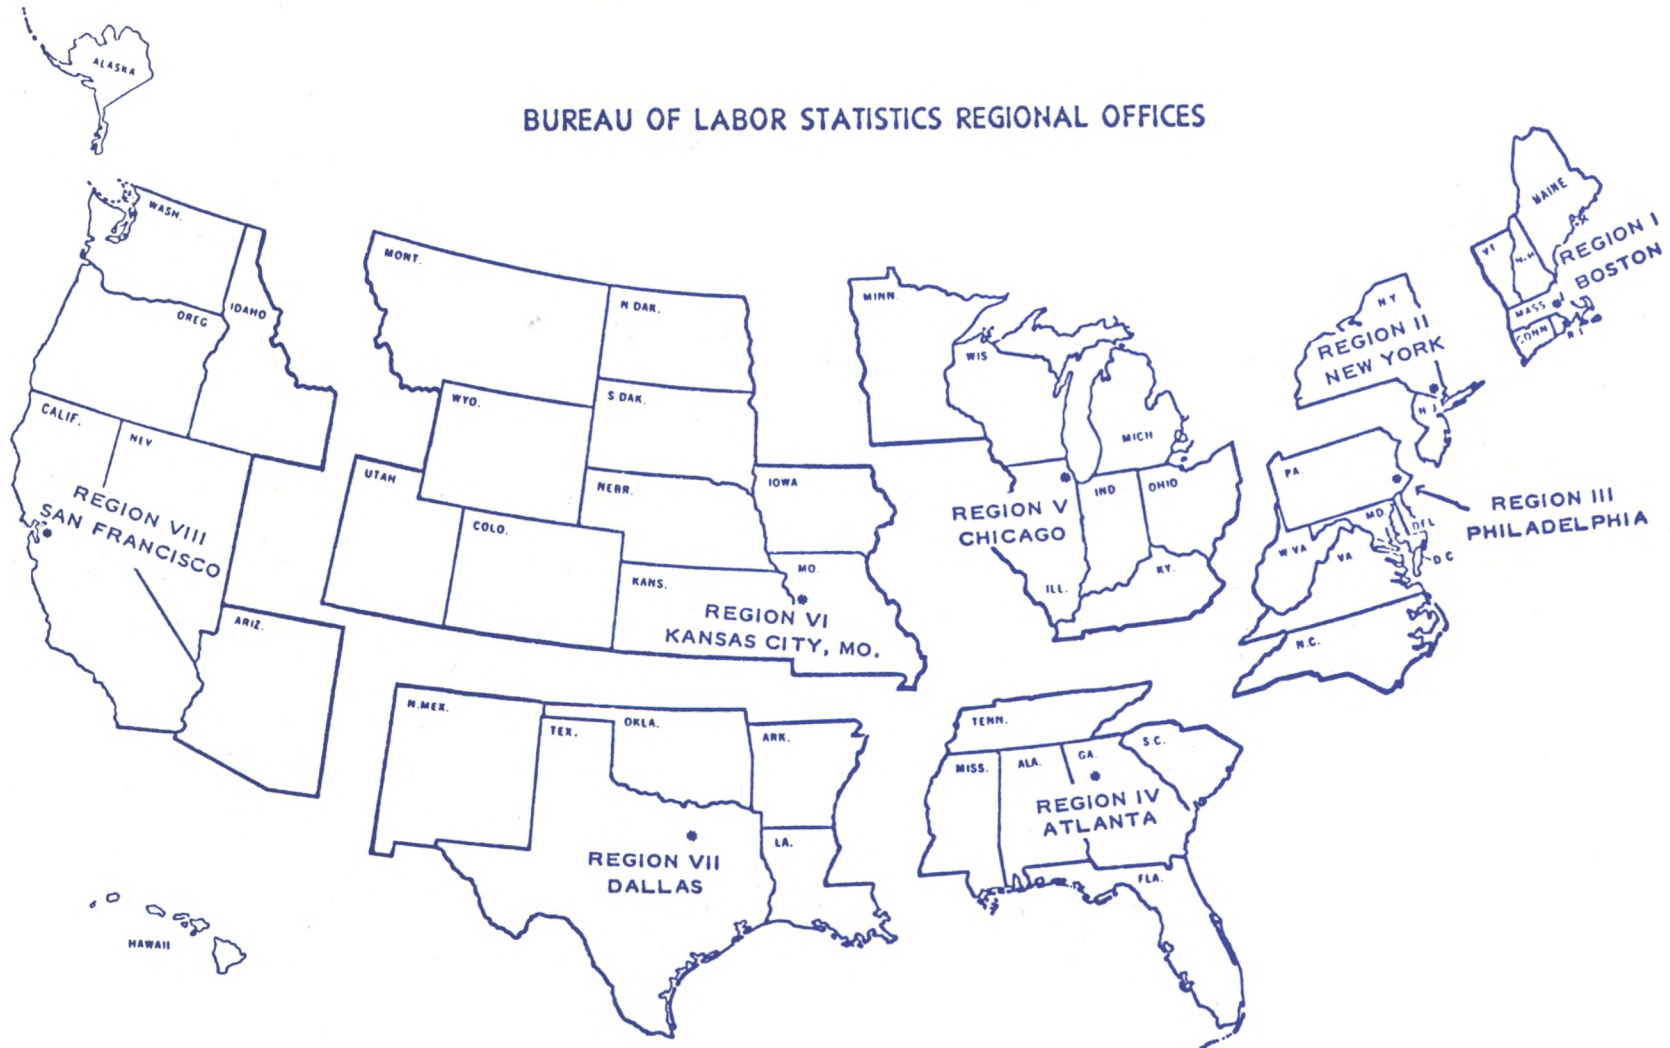 BUREAU OF LABOR STATISTICS REGIONAL OFFICES
ALASKA
WASH.
OREG
IDAHO
CALIF.
NEV
REGION VIII
SAN FRANCISCO
ARIZ.
HAWAII
MONT.
N DAK.
WYO.
S.DAK.
UTAH
NEBR.
IOWA
COLO.
KANS.
MO.
REGION VI
KANSAS CITY, MO.
N.MEX.
TEX.
OKLA.
ARK.
LA.
REGION VII
DALLAS
MINN.
WIS
MICH
IND
OHIO
REGION V
CHICAGO
ILL.
KY.
TENN.
MISS.
ALA.
GA.
S.C.
REGION IV
ATLANTA
FLA.
MAINE
VT
N.H
REGION I
BOSTON
MASS
CONN
R I
NY
REGION II
NEW YORK
N J
PA.
MD.
DEL
REGION III
PHILADELPHIA
W VA
VA
D C
N.C.